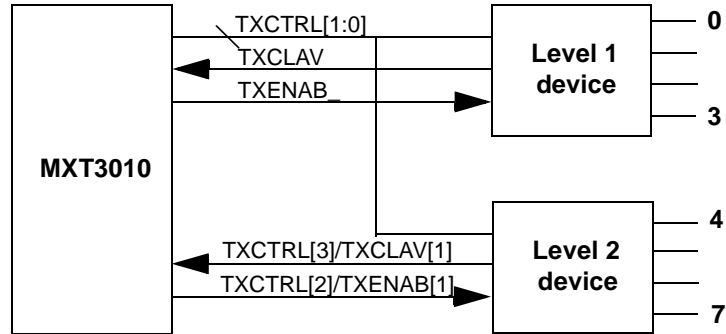 TXCTRL[1:0]
TXCLAV
TXENAB_
MXT3010
Level 1
device
0
3
TXCTRL[3]/TXCLAV[1]
TXCTRL[2]/TXENAB[1]
Level 2
device
4
7